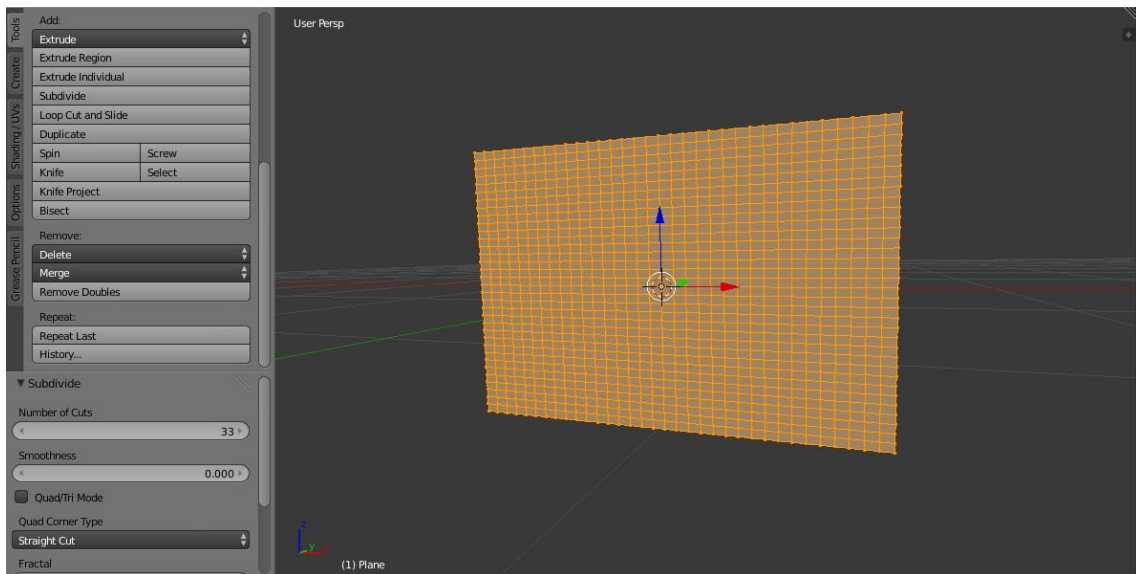 Tools
Create
Shading / UVs
Options
Grease Pencil
Add:
Extrude
Extrude Region
Extrude Individual
Subdivide
Loop Cut and Slide
Duplicate
Spin Screw
Knife Select
Knife Project
Bisect
Remove:
Delete
Merge
Remove Doubles
Repeat:
Repeat Last
History...
Subdivide
Number of Cuts
33
Smoothness
0.000
Quad/Tri Mode
Quad Corner Type
Straight Cut
Fractal
User Persp
z
y
x
(1) Plane